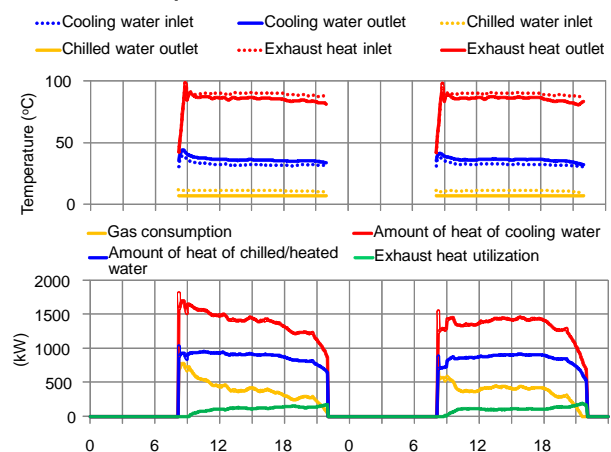 Cooling water inlet Cooling water outlet Chilled water inlet
Chilled water outlet Exhaust heat inlet Exhaust heat outlet
100
50
0
Temperature (°C)
Gas consumption Amount of heat of cooling water
Amount of heat of chilled/heated water Exhaust heat utilization
2000
1500
1000
500
0
(kW)
0 6 12 18 0 6 12 18